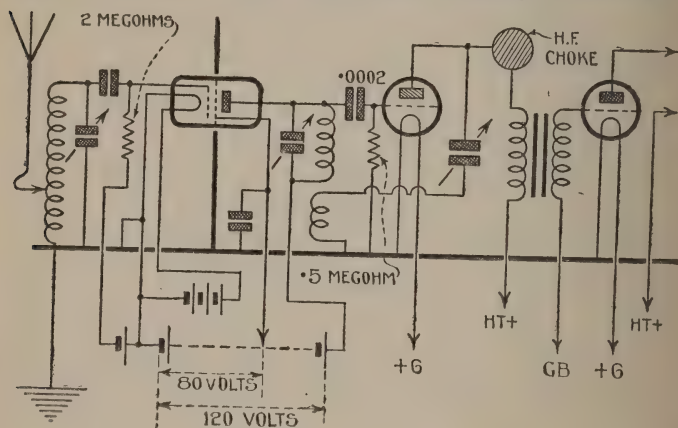 2 MEGOHMS
·0002
H.F.
CHOKE
·5 MEGOHM
HT+
HT+
+G
GB
+G
80 VOLTS
120 VOLTS